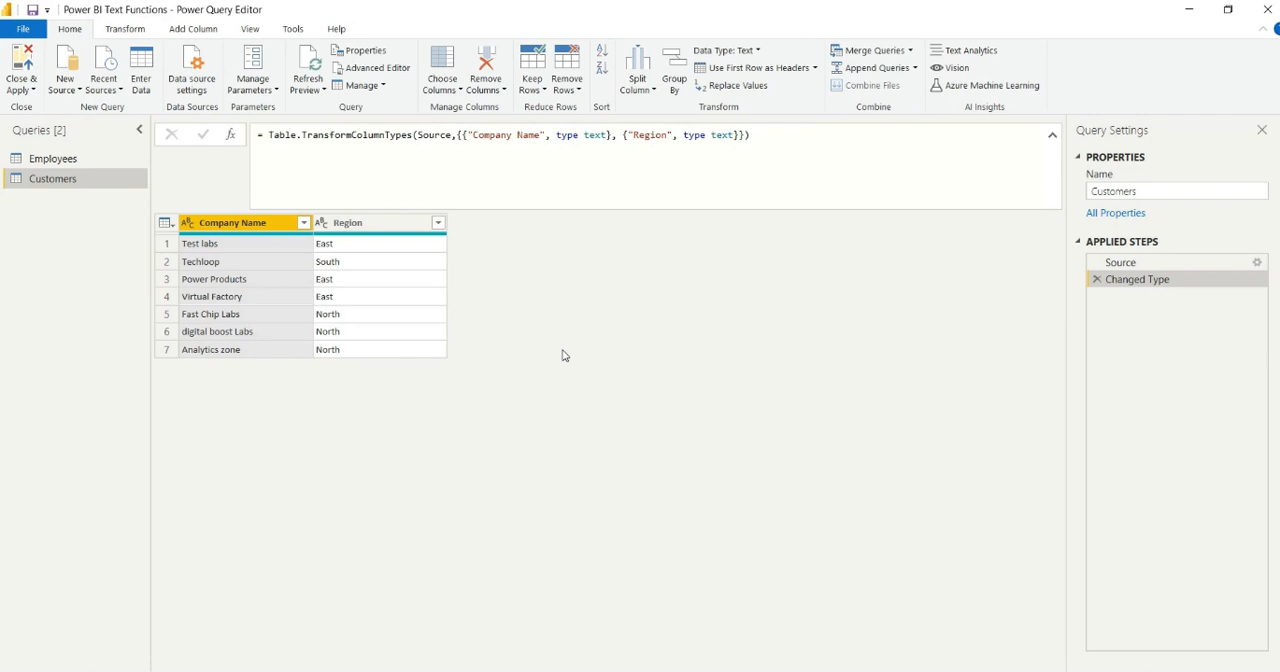 Power BI Text Functions - Power Query Editor
File Home Transform Add Column View Tools Help
Close & Apply
New Source
Recent Sources
Enter Data
Data source settings
Manage Parameters
Refresh Preview
Properties
Advanced Editor
Manage
Choose Columns
Remove Columns
Keep Rows
Remove Rows
Split Column
Group By
Data Type: Text
Use First Row as Headers
Replace Values
Merge Queries
Append Queries
Combine Files
Text Analytics
Vision
Azure Machine Learning
Close New Query Data Sources Parameters Query Manage Columns Reduce Rows Sort Transform Combine AI Insights
Queries [2]
Employees
Customers
fx = Table.TransformColumnTypes(Source,{{"Company Name", type text}, {"Region", type text}})
Company Name Region
1 Test labs East
2 Techloop South
3 Power Products East
4 Virtual Factory East
5 Fast Chip Labs North
6 digital boost Labs North
7 Analytics zone North
Query Settings
PROPERTIES
Name
Customers
All Properties
APPLIED STEPS
Source
Changed Type